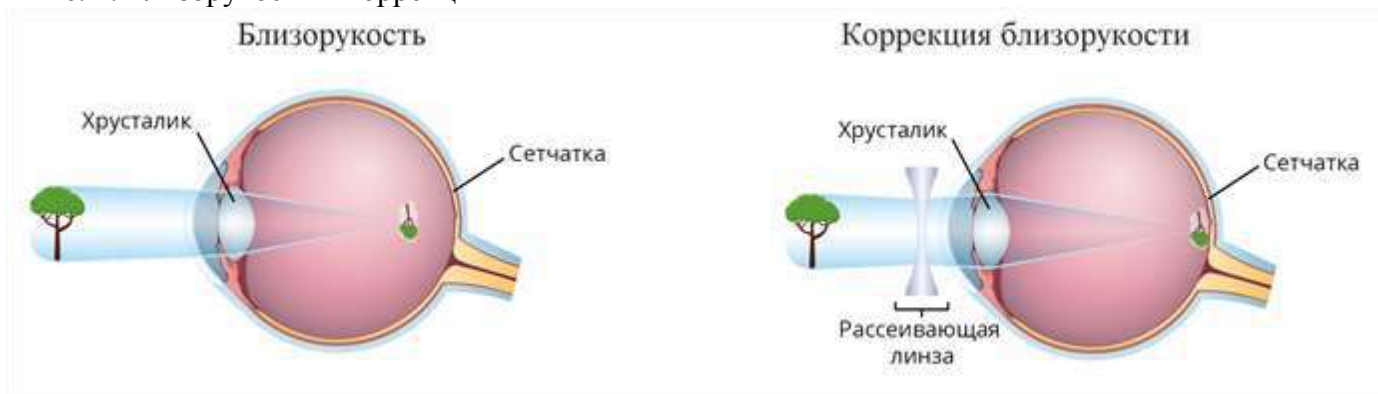 Близорукость
Коррекция близорукости
Хрусталик
Сетчатка
Хрусталик
Сетчатка
Рассеивающая
линза